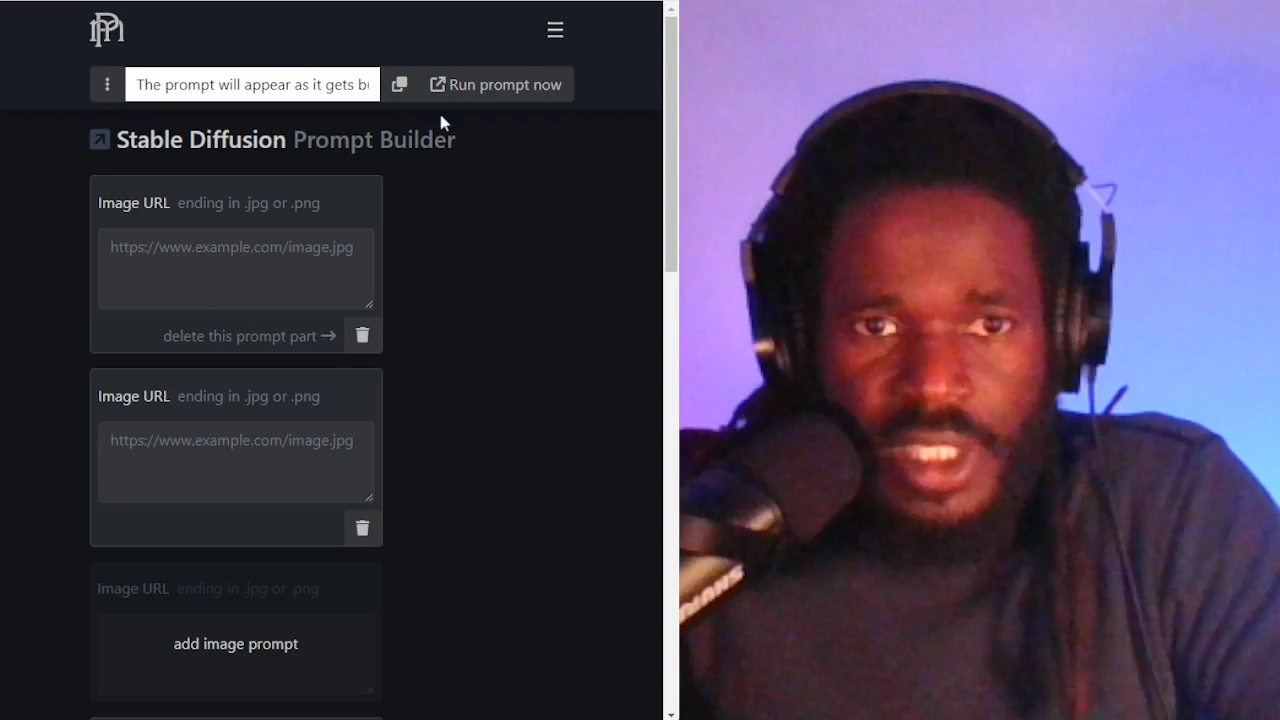 The prompt will appear as it gets bu
Run prompt now
Stable Diffusion Prompt Builder
Image URL ending in .jpg or .png
https://www.example.com/image.jpg
delete this prompt part →
Image URL ending in .jpg or .png
https://www.example.com/image.jpg
Image URL ending in .jpg or .png
add image prompt